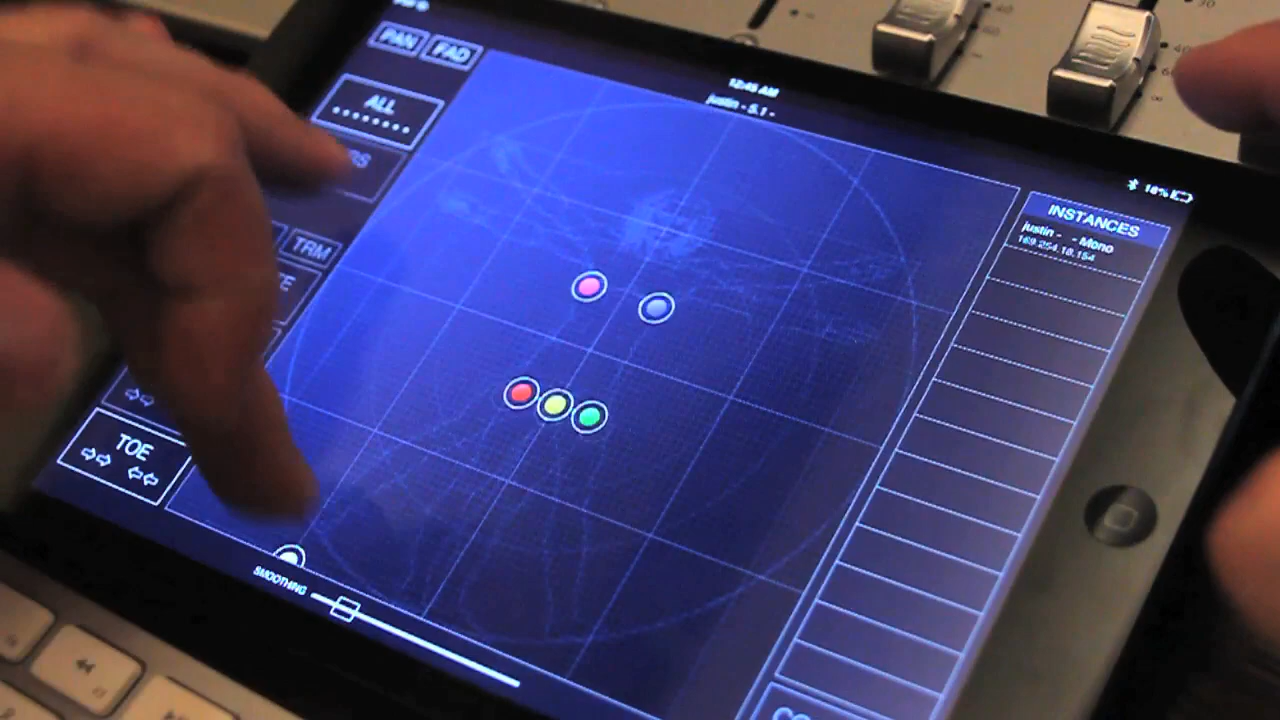 PAN FAD
ALL
TRM
TOE
12:45 AM
justin - 5.1 -
16%
INSTANCES
justin - - Mono
169.254.18.154
SMOOTHING